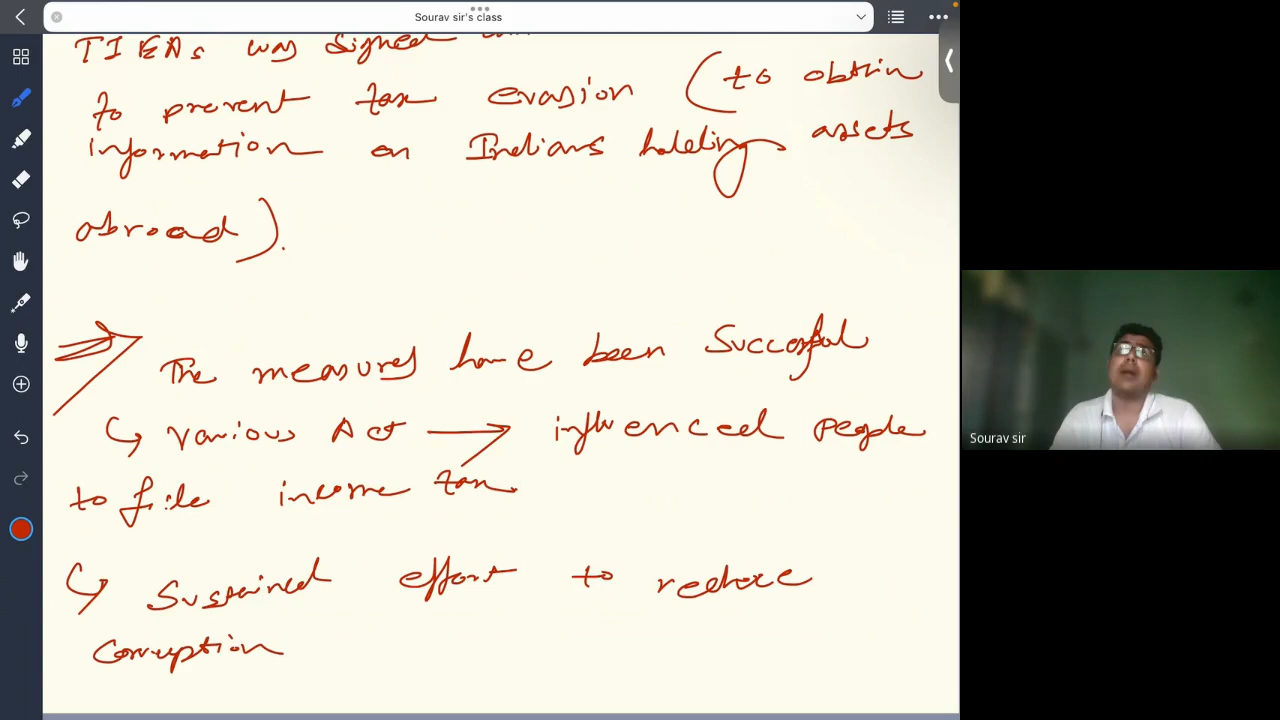 Sourav sir's class
TIEAs was signed
to prevent tax evasion (to obtain
information on Indians holding assets
abroad).
The measures have been successful
various Act → influenced people
to file income tax.
Sustained effort to reduce
corruption
Sourav sir